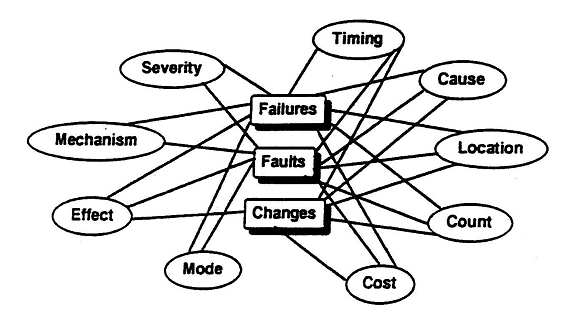 Timing
Severity
Cause
Failures
Mechanism
Location
Faults
Effect
Changes
Count
Mode
Cost